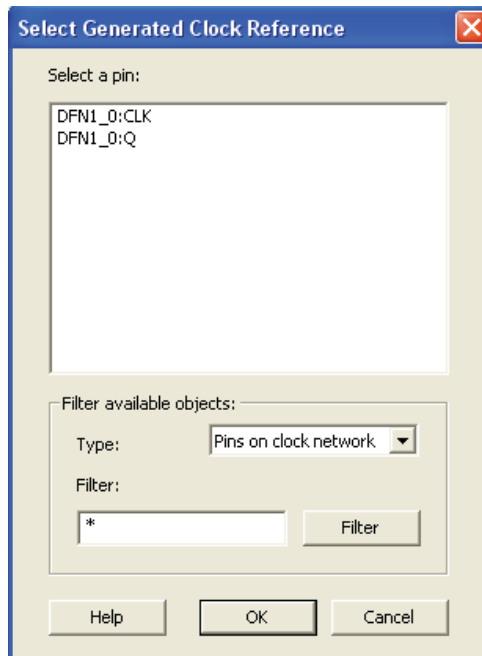 Select Generated Clock Reference
Select a pin:
DFN1_0:CLK
DFN1_0:Q
Filter available objects:
Type:
Pins on clock network
Filter:
*
Filter
Help
OK
Cancel